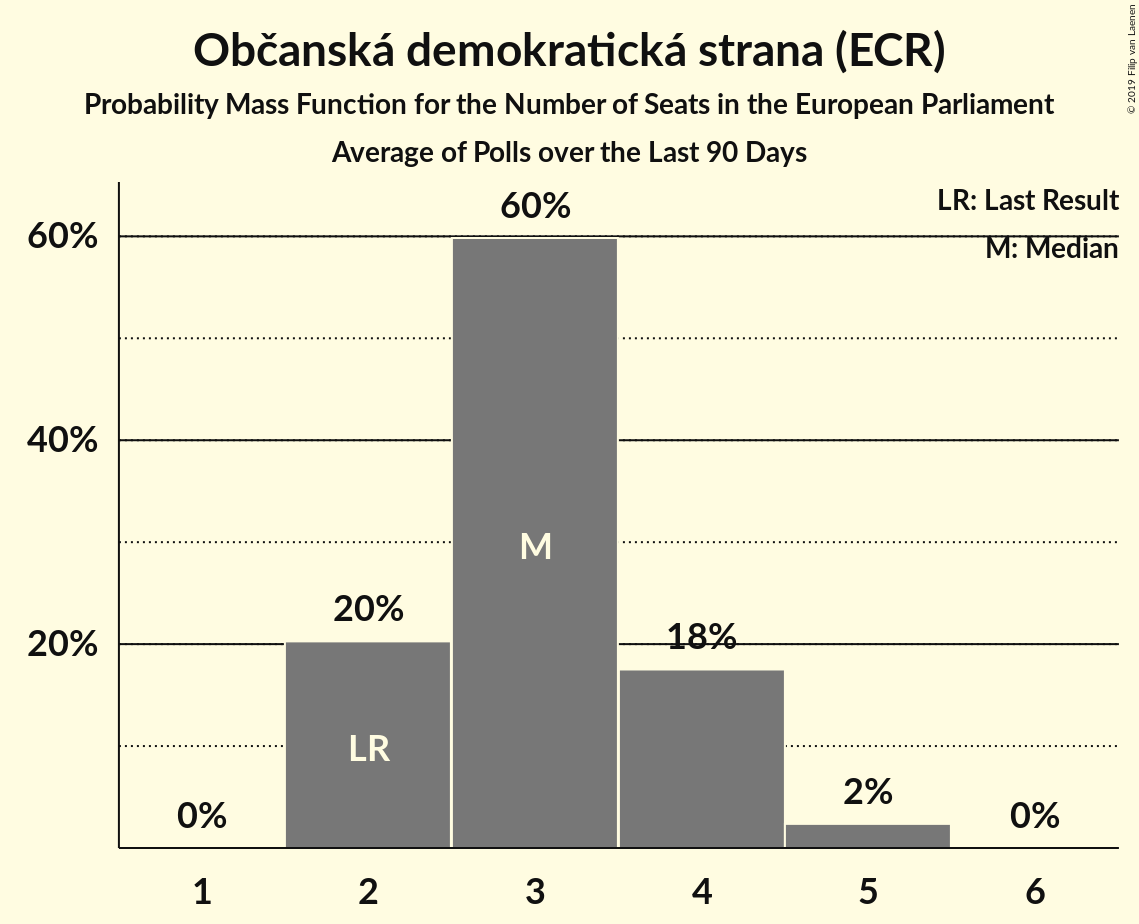 Občanská demokratická strana (ECR)
Probability Mass Function for the Number of Seats in the European Parliament
Average of Polls over the Last 90 Days
© 2019 Filip van Laenen
LR: Last Result
M: Median
60%
40%
20%
0%
20%
60%
18%
2%
0%
LR
M
1 2 3 4 5 6